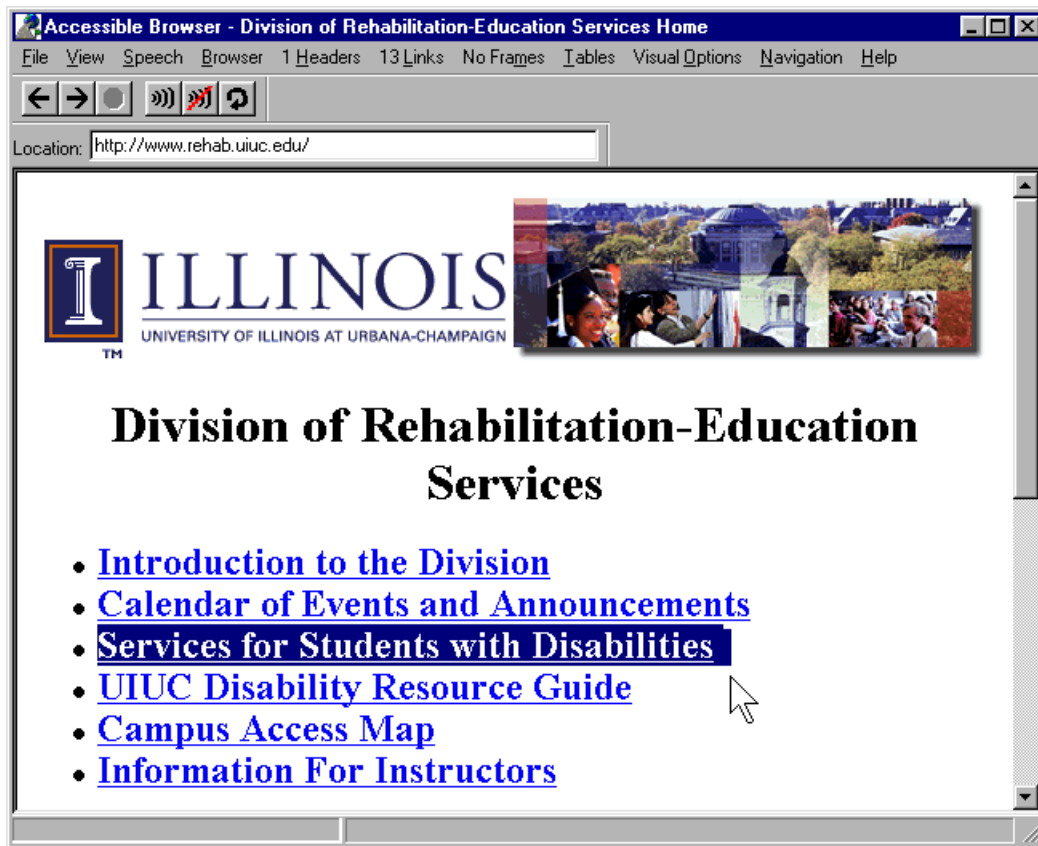 Accessible Browser - Division of Rehabilitation-Education Services Home
File View Speech Browser 1 Headers 13 Links No Frames Tables Visual Options Navigation Help
Location: http://www.rehab.uiuc.edu/
I ILLINOIS
UNIVERSITY OF ILLINOIS AT URBANA-CHAMPAIGN
TM
Division of Rehabilitation-Education
Services
• Introduction to the Division
• Calendar of Events and Announcements
• Services for Students with Disabilities
• UIUC Disability Resource Guide
• Campus Access Map
• Information For Instructors